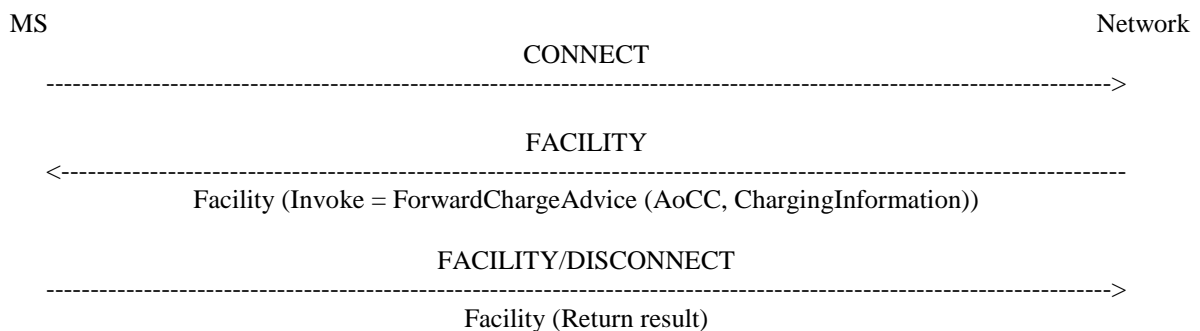 MS Network
CONNECT
------------------------------------------------------------------------------------------------------------------------>
FACILITY
<------------------------------------------------------------------------------------------------------------------------
Facility (Invoke = ForwardChargeAdvice (AoCC, ChargingInformation))
FACILITY/DISCONNECT
------------------------------------------------------------------------------------------------------------------------>
Facility (Return result)